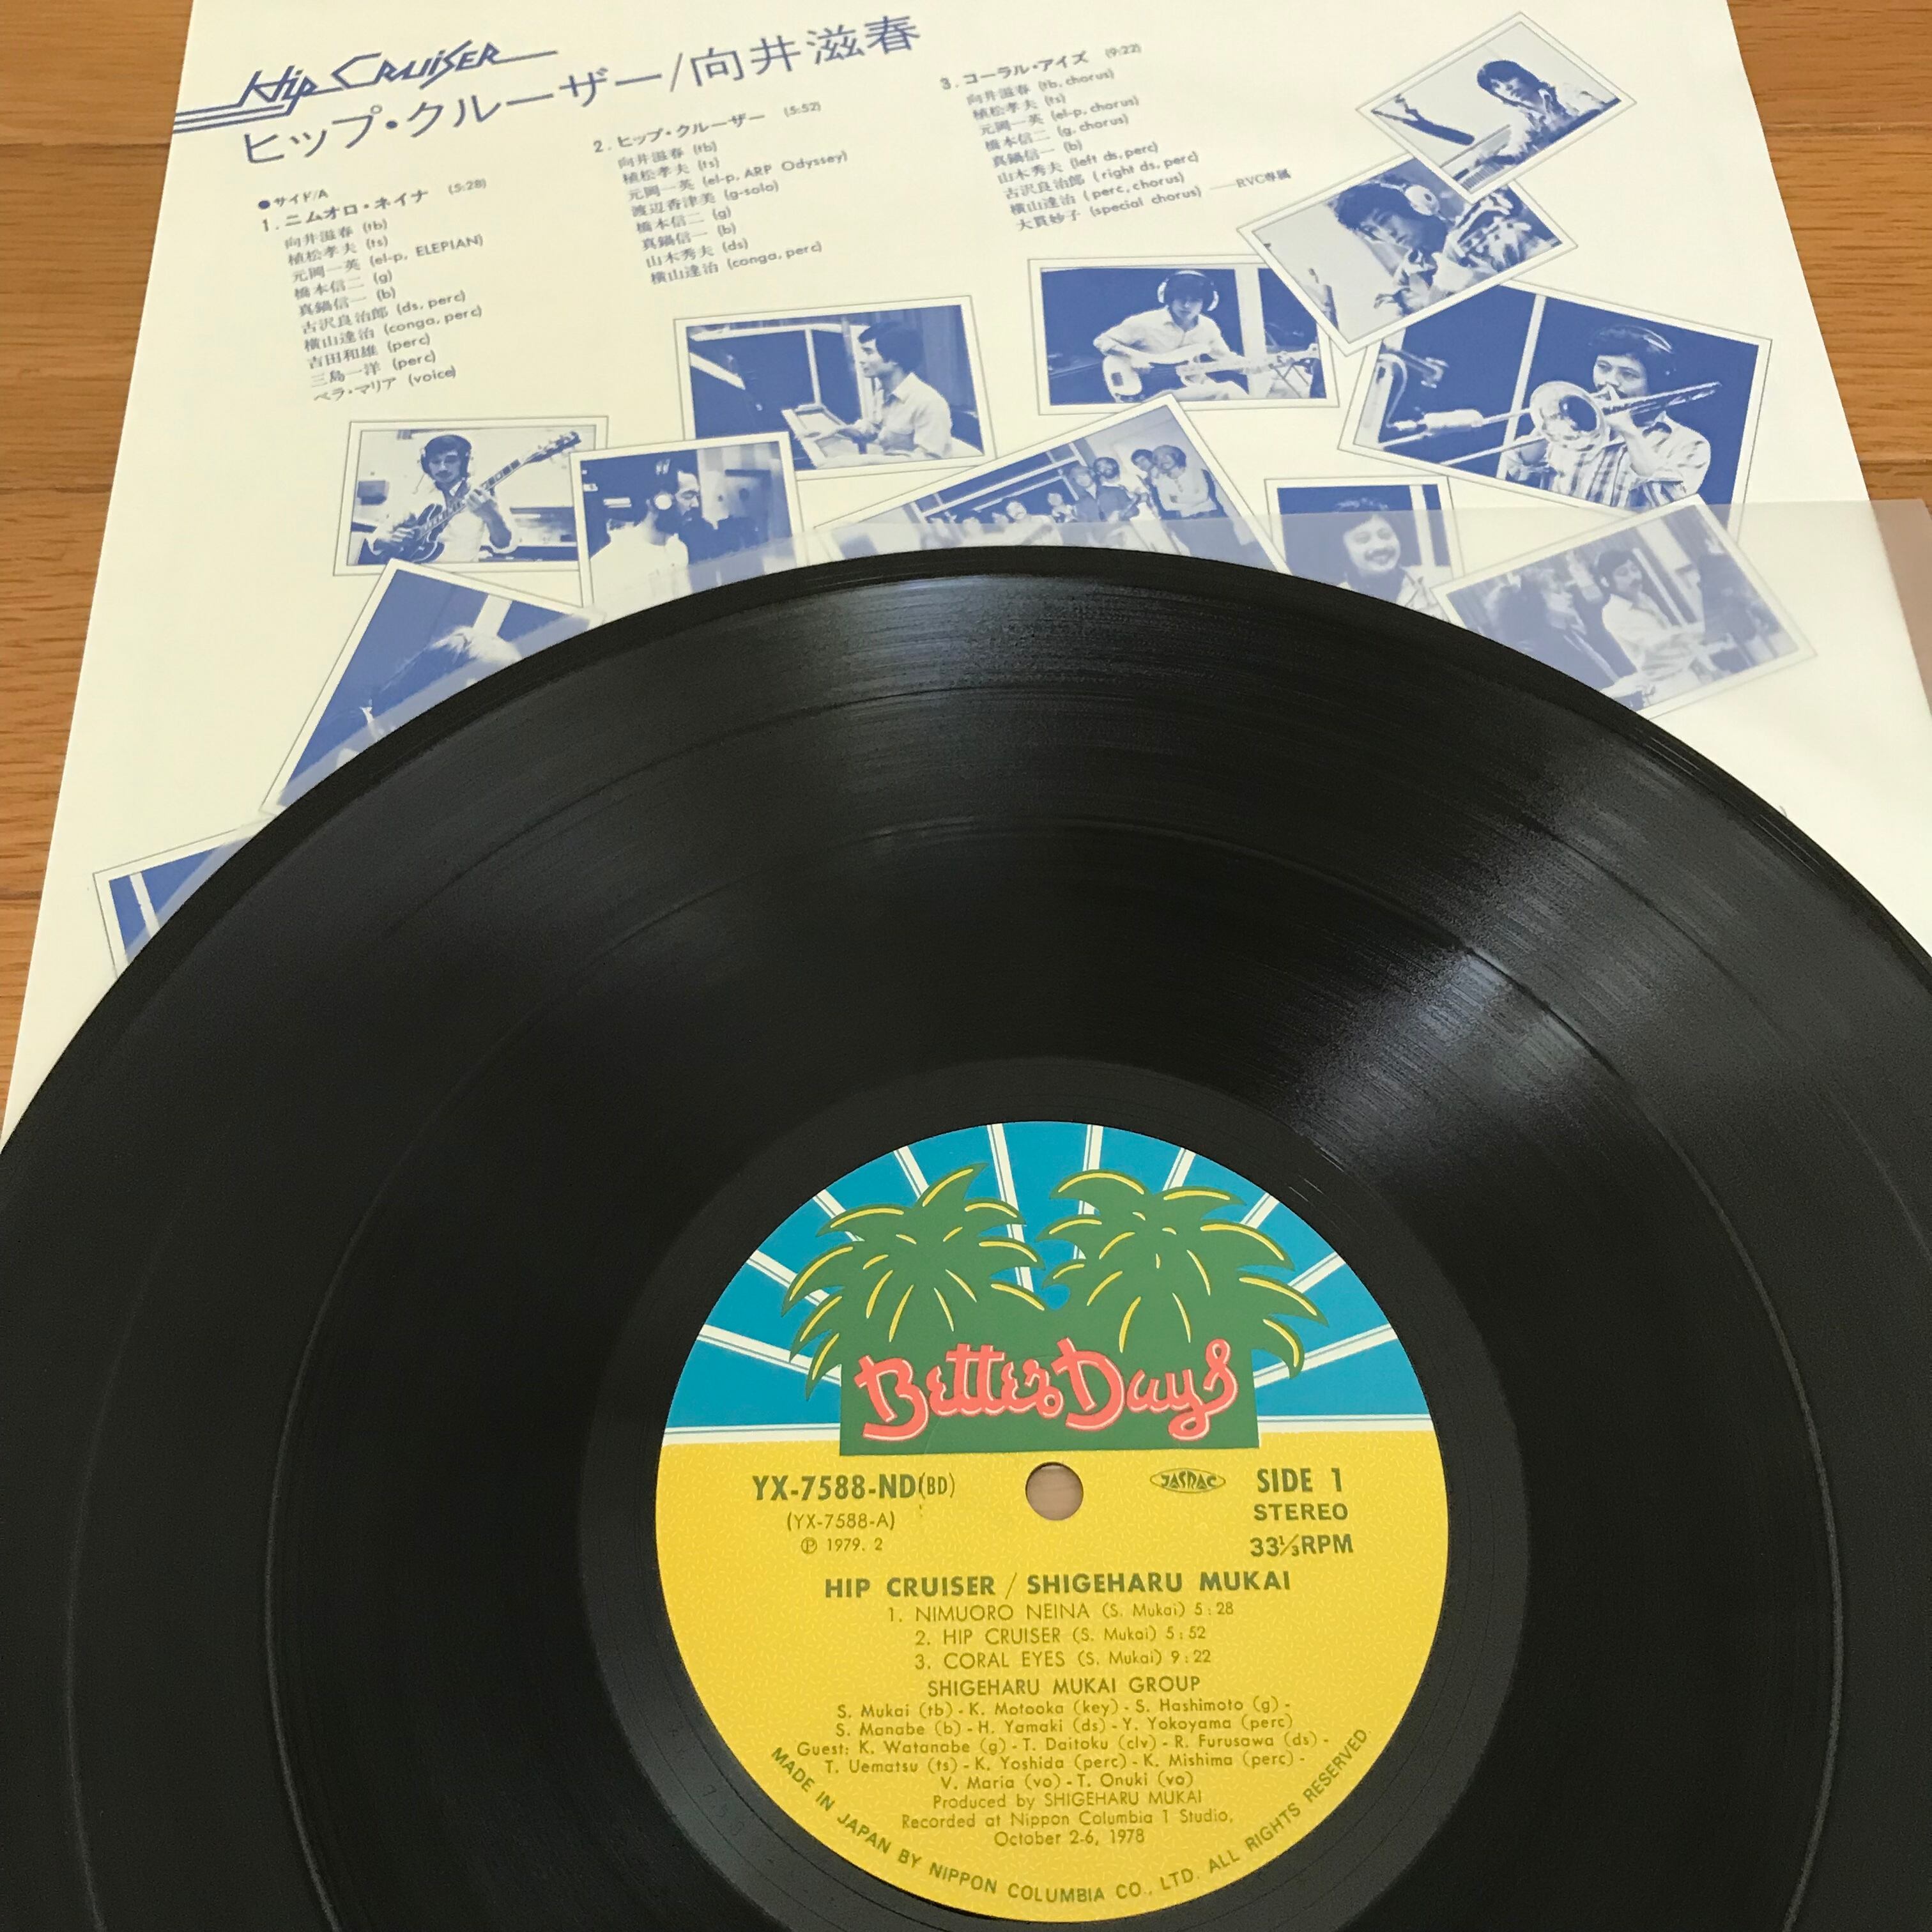 Hip Cruiser
ヒップ・クルーザー/向井滋春
●サイド/A
1. ニムオロ・ネイナ (5:28)
向井滋春 (tb)
植松孝夫 (ts)
元岡一英 (el-p, ELEPIAN)
橋本信二 (g)
真鍋信一 (b)
古沢良治郎 (ds, perc)
横山達治 (conga, perc)
吉田和雄 (perc)
三島一洋 (perc)
ベラ・マリア (voice)
2. ヒップ・クルーザー (5:52)
向井滋春 (tb)
植松孝夫 (ts)
元岡一英 (el-p, ARP Odyssey)
渡辺香津美 (g-solo)
橋本信二 (g)
真鍋信一 (b)
山木秀夫 (ds)
横山達治 (conga, perc)
3. コーラル・アイズ (9:22)
向井滋春 (tb, chorus)
植松孝夫 (ts)
元岡一英 (el-p, chorus)
橋本信二 (g, chorus)
真鍋信一 (b)
山木秀夫 (left ds, perc)
古沢良治郎 (right ds, perc)
横山達治 (perc, chorus)
大貫妙子 (special chorus) ——RVC専属
Better Days
YX-7588-ND(BD)
(YX-7588-A)
Ⓟ 1979. 2
JASRAC
SIDE 1
STEREO
33⅓RPM
HIP CRUISER / SHIGEHARU MUKAI
1. NIMUORO NEINA (S. Mukai) 5:28
2. HIP CRUISER (S. Mukai) 5:52
3. CORAL EYES (S. Mukai) 9:22
SHIGEHARU MUKAI GROUP
S. Mukai (tb) - K. Motooka (key) - S. Hashimoto (g) -
S. Manabe (b) - H. Yamaki (ds) - Y. Yokoyama (perc)
Guest: K. Watanabe (g) - T. Daitoku (clv) - R. Furusawa (ds) -
T. Uematsu (ts) - K. Yoshida (perc) - K. Mishima (perc) -
V. Maria (vo) - T. Onuki (vo)
Produced by SHIGEHARU MUKAI
Recorded at Nippon Columbia 1 Studio,
October 2-6, 1978
MADE IN JAPAN BY NIPPON COLUMBIA CO., LTD. ALL RIGHTS RESERVED.